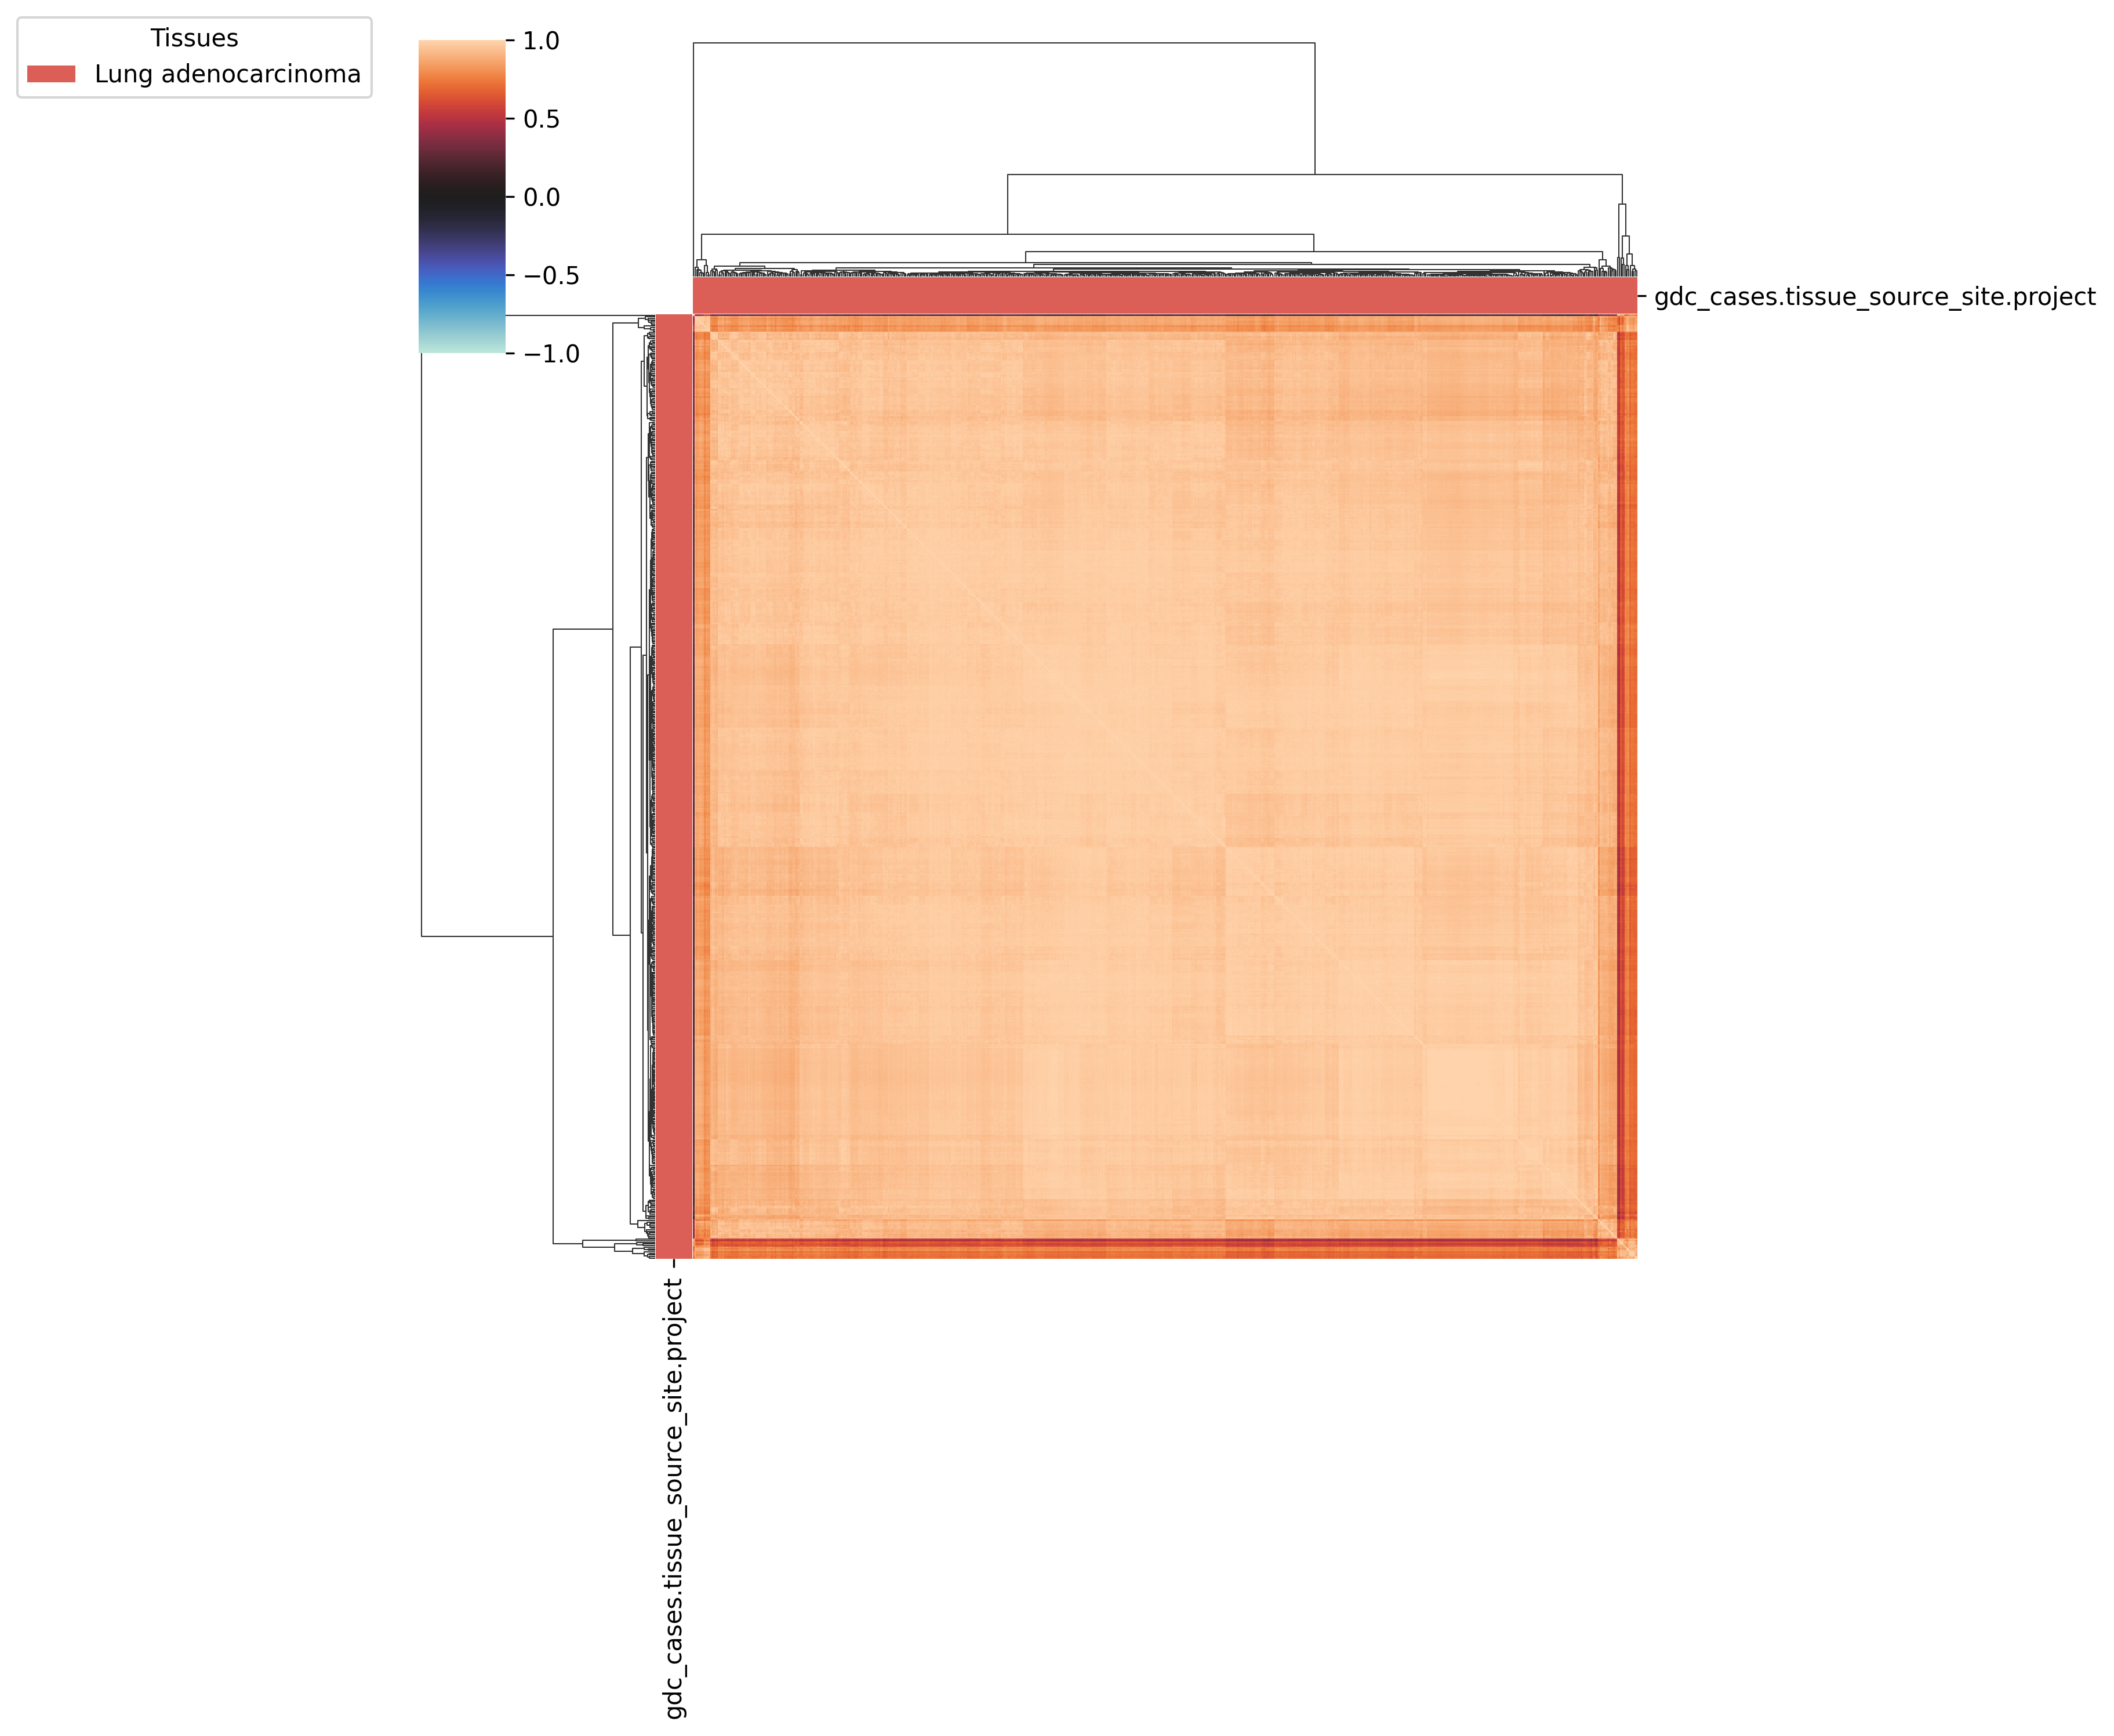 Tissues
Lung adenocarcinoma
1.0
0.5
0.0
−0.5
−1.0
gdc_cases.tissue_source_site.project
gdc_cases.tissue_source_site.project